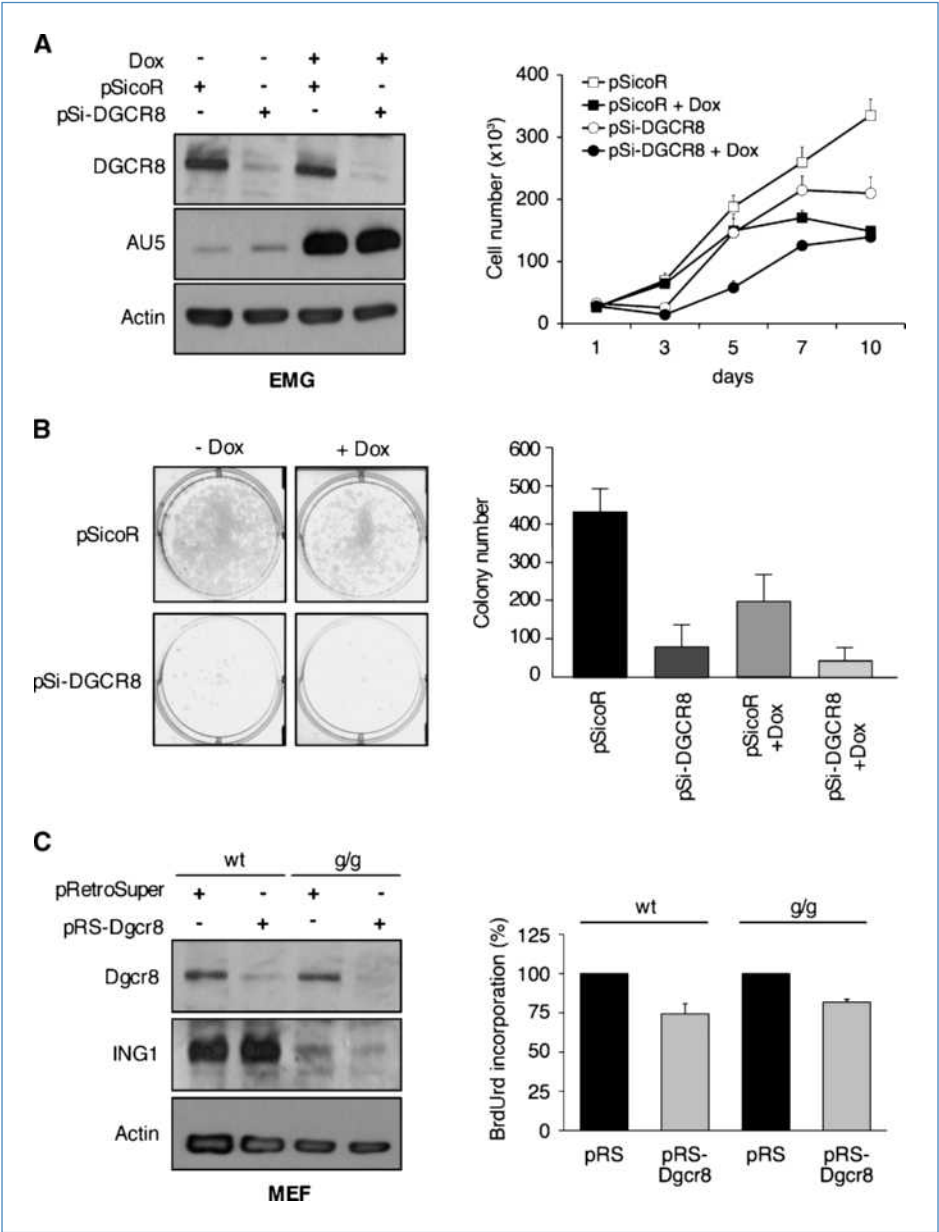 A
Dox - - + +
pSicoR + - + -
pSi-DGCR8 - + - +
DGCR8
AU5
Actin
EMG
pSicoR
pSicoR + Dox
pSi-DGCR8
pSi-DGCR8 + Dox
Cell number (x10³)
400
300
200
100
0
1 3 5 7 10
days
B
- Dox + Dox
pSicoR
pSi-DGCR8
Colony number
600
500
400
300
200
100
0
pSicoR
pSi-DGCR8
pSicoR
+Dox
pSi-DGCR8
+Dox
C
wt g/g
pRetroSuper + - + -
pRS-Dgcr8 - + - +
Dgcr8
ING1
Actin
MEF
BrdUrd incorporation (%)
wt g/g
125
100
75
50
25
0
pRS pRS-Dgcr8 pRS pRS-Dgcr8